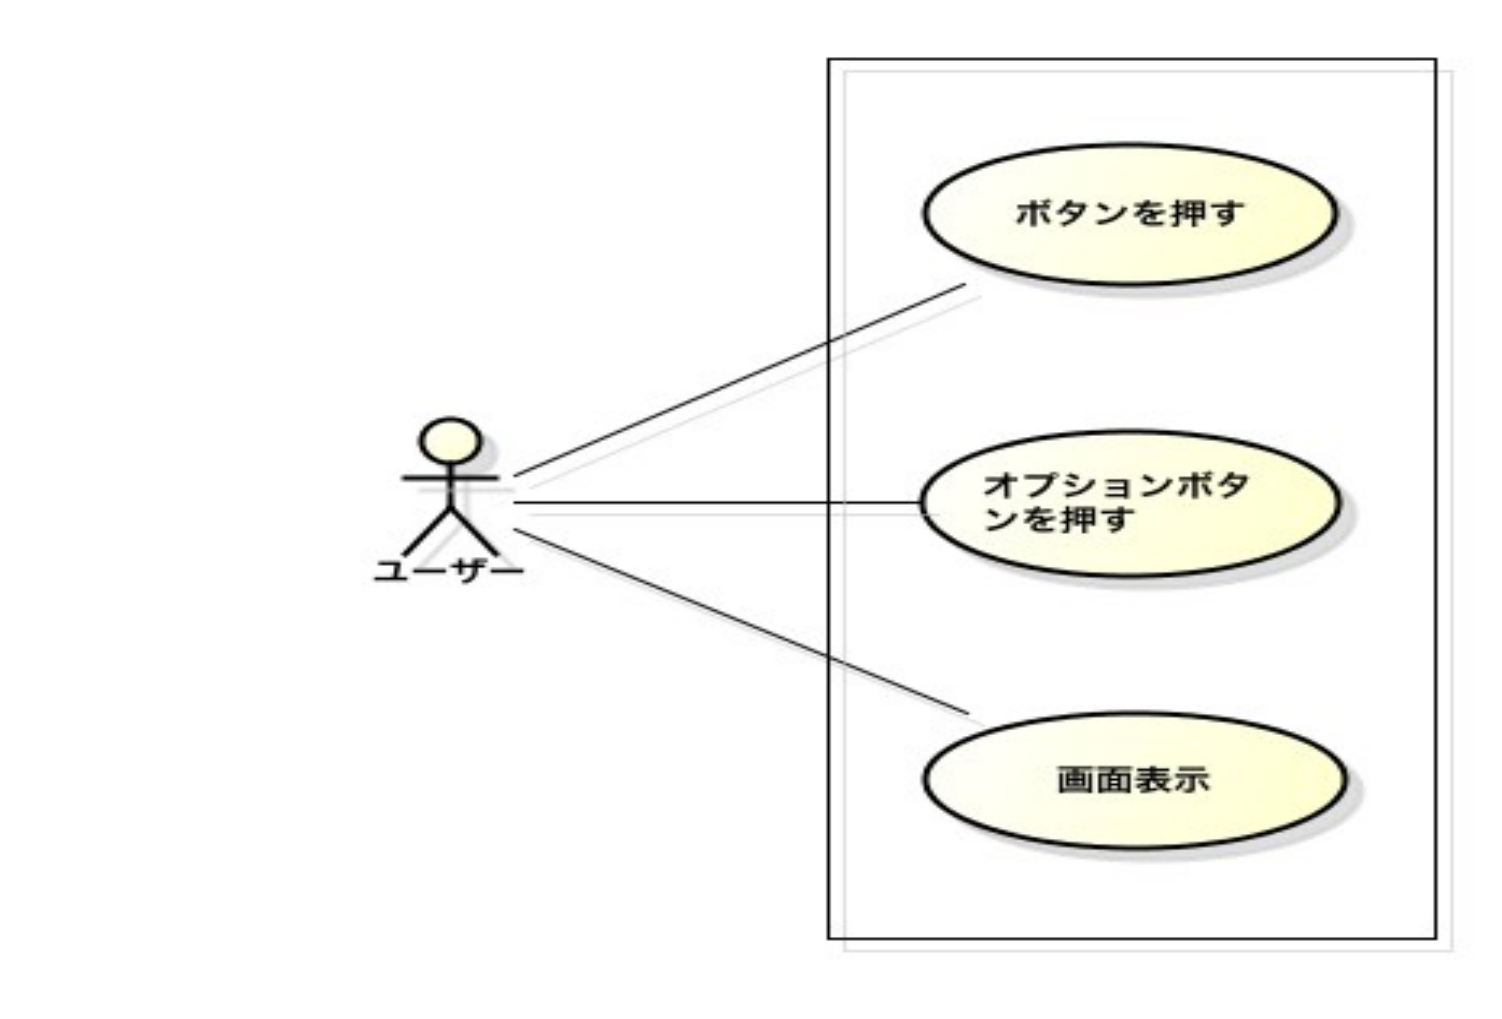 ボタンを押す
オプションボタ
ンを押す
ユーザー
画面表示